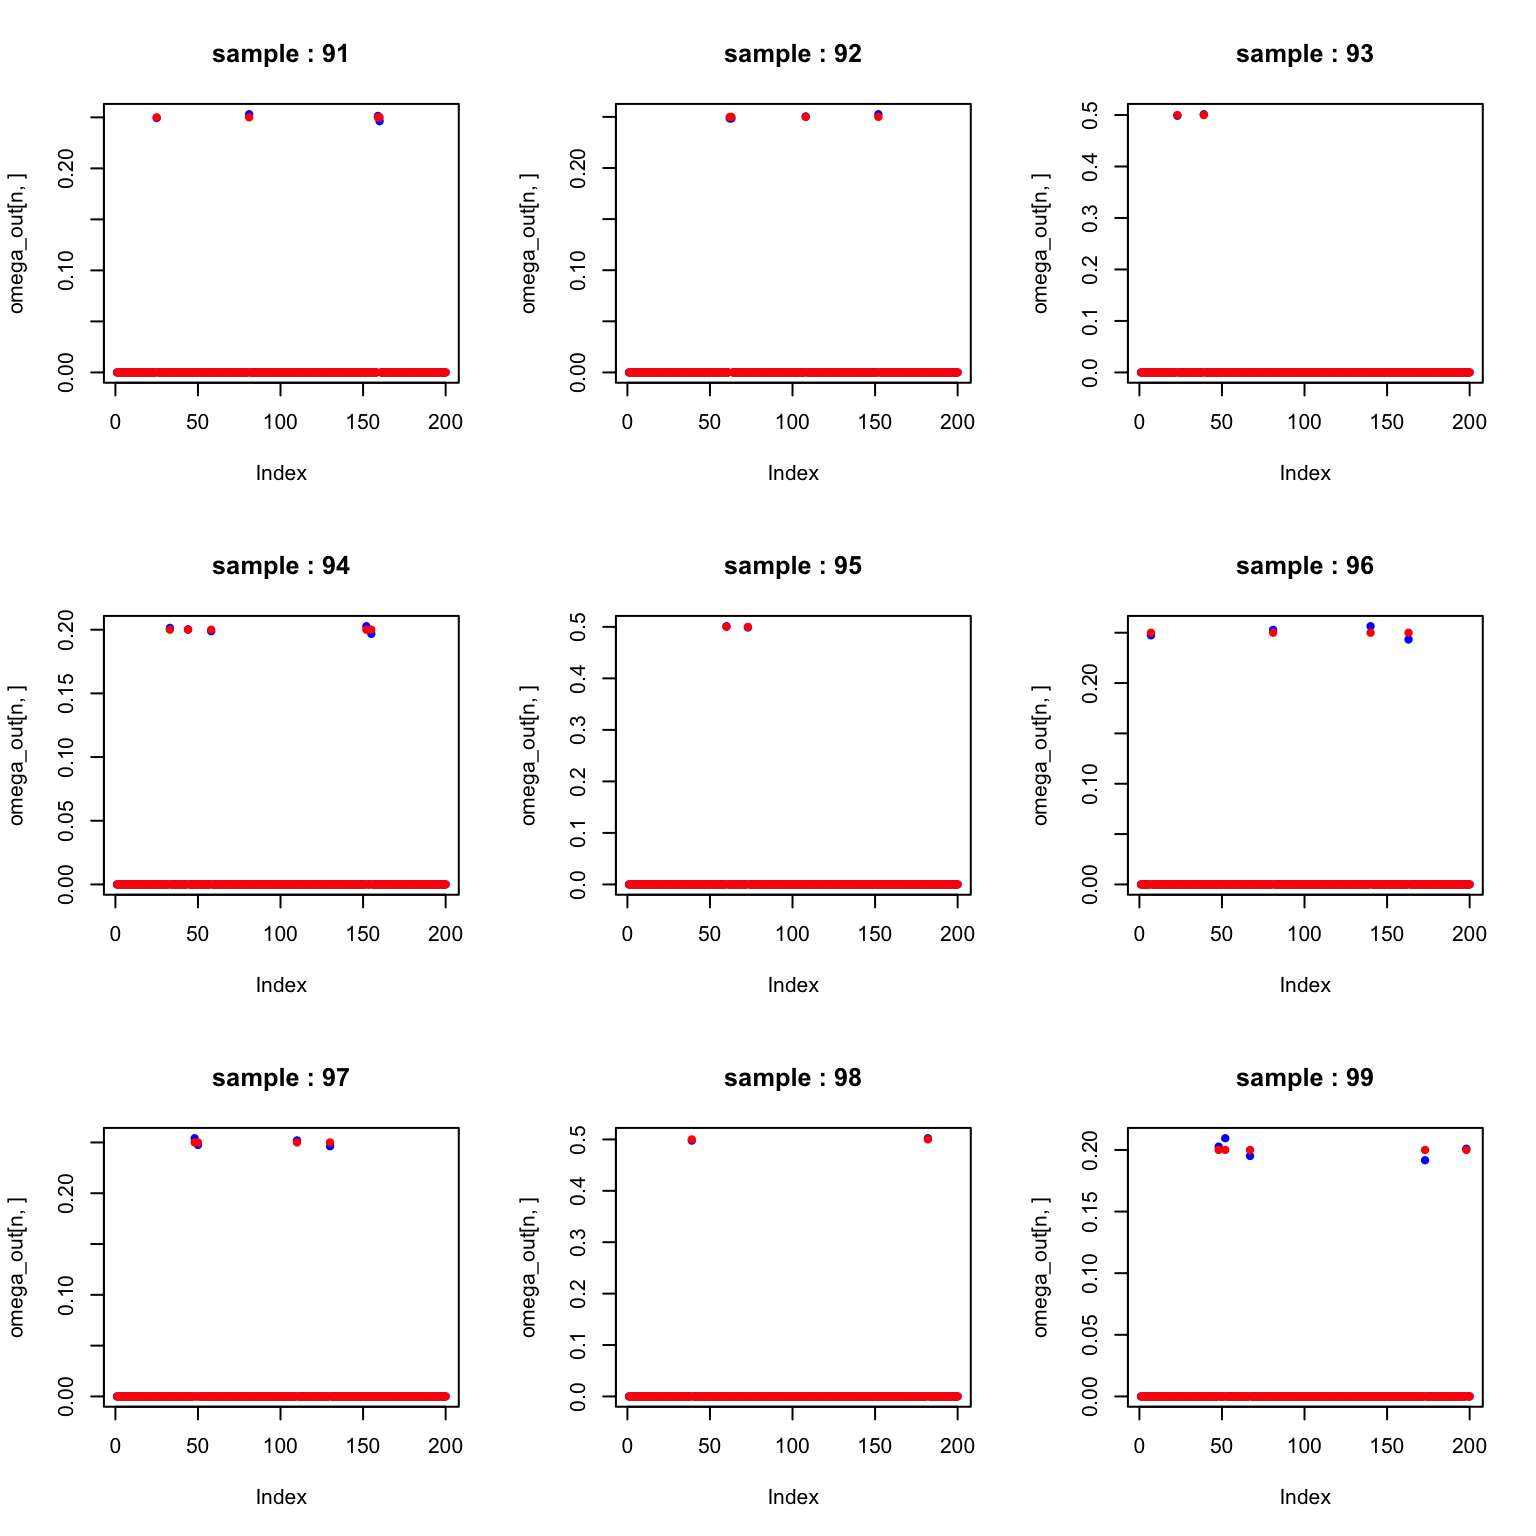 sample : 91
omega_out[n, ]
0.00 0.10 0.20
0 50 100 150 200
Index
sample : 92
omega_out[n, ]
0.00 0.10 0.20
0 50 100 150 200
Index
sample : 93
omega_out[n, ]
0.0 0.1 0.2 0.3 0.4 0.5
0 50 100 150 200
Index
sample : 94
omega_out[n, ]
0.00 0.05 0.10 0.15 0.20
0 50 100 150 200
Index
sample : 95
omega_out[n, ]
0.0 0.1 0.2 0.3 0.4 0.5
0 50 100 150 200
Index
sample : 96
omega_out[n, ]
0.00 0.10 0.20
0 50 100 150 200
Index
sample : 97
omega_out[n, ]
0.00 0.10 0.20
0 50 100 150 200
Index
sample : 98
omega_out[n, ]
0.0 0.1 0.2 0.3 0.4 0.5
0 50 100 150 200
Index
sample : 99
omega_out[n, ]
0.00 0.05 0.10 0.15 0.20
0 50 100 150 200
Index